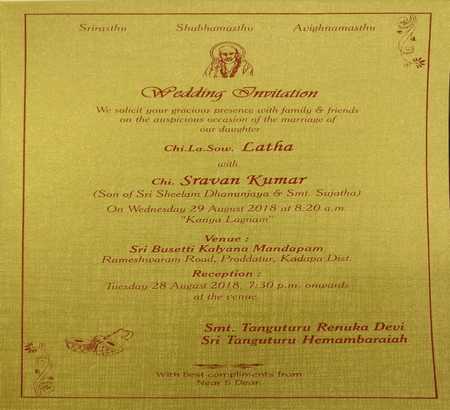 Srirasthu Shubhamasthu Avighnamasthu
Wedding Invitation
We solicit your gracious presence with family & friends
on the auspicious occasion of the marriage of
our daughter
Chi.La.Sow. Latha
with
Chi. Sravan Kumar
(Son of Sri Sheelam Dhamanjaya & Smt. Sujatha)
On Wednesday 29 August 2018 at 8:20 a.m.
"Kanya Lagnam"
Venue :
Sri Busetti Kalyana Mandapam
Rameshwaram Road, Proddatur, Kadapa Dist.
Reception :
Tuesday 28 August 2018, 7:30 p.m. onwards
at the venue.
Smt. Tanguturu Renuka Devi
Sri Tanguturu Hemambaraiah
With best compliments from
Near & Dear.